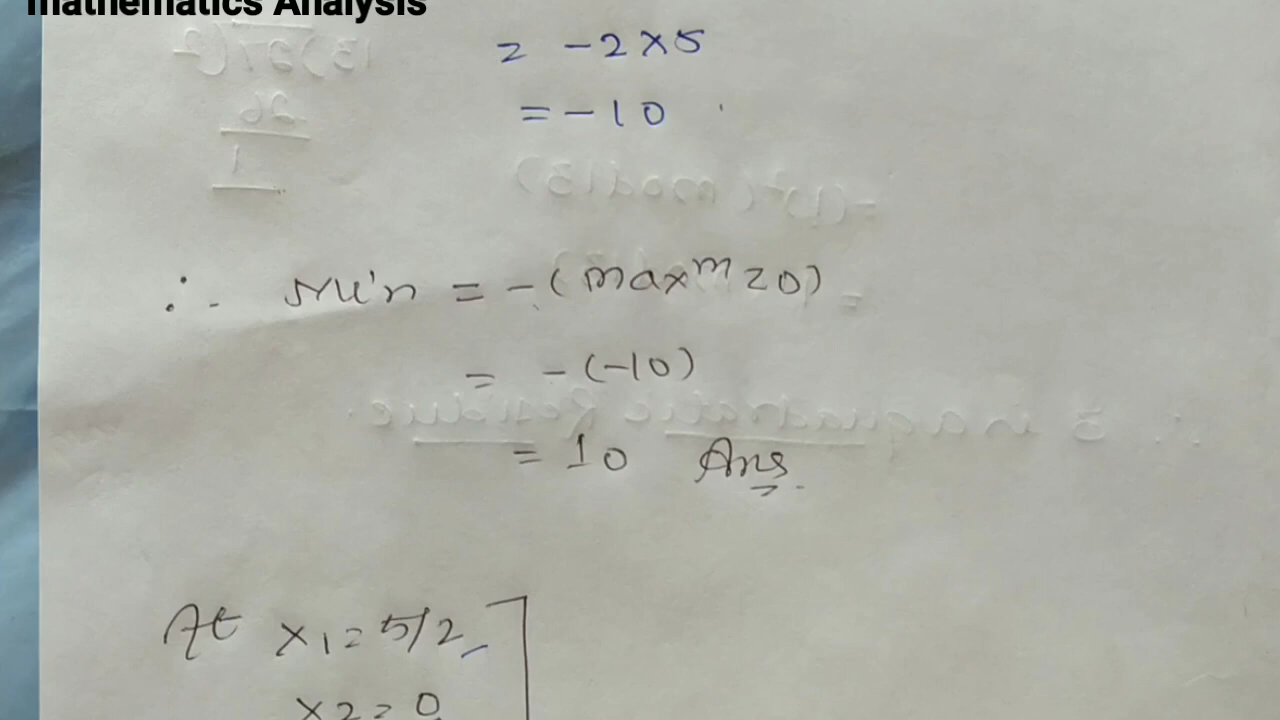 mathematics Analysis
= -2×5
= -10
∴ Min = -(max^m z0)
= -(-10)
= 10 Ans.
At x1=5/2,
x2=0